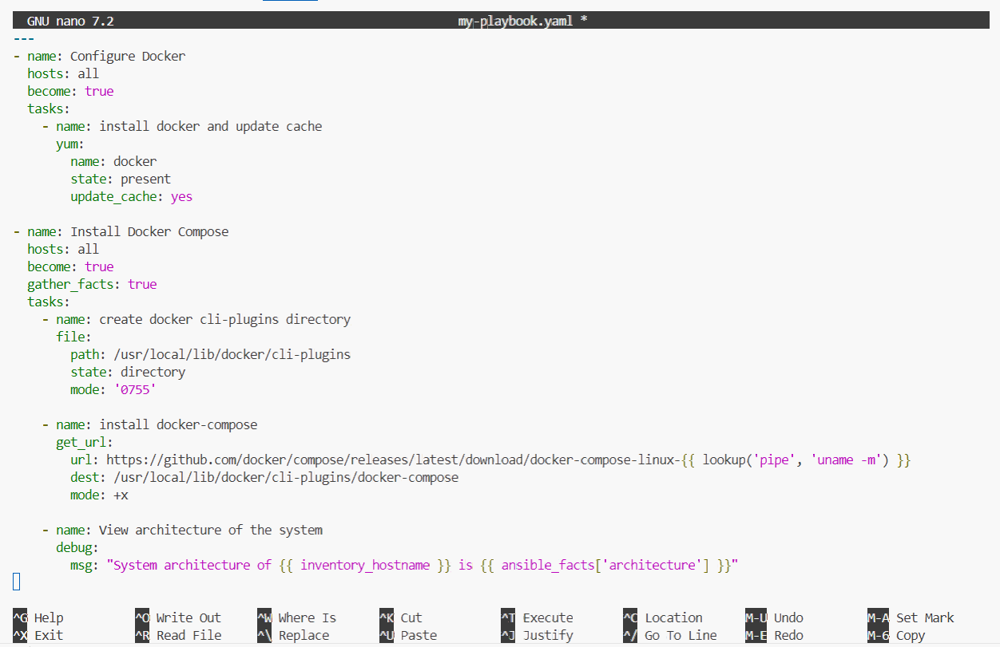 GNU nano 7.2 my-playbook.yaml *
---
- name: Configure Docker
  hosts: all
  become: true
  tasks:
    - name: install docker and update cache
      yum:
        name: docker
        state: present
        update_cache: yes

- name: Install Docker Compose
  hosts: all
  become: true
  gather_facts: true
  tasks:
    - name: create docker cli-plugins directory
      file:
        path: /usr/local/lib/docker/cli-plugins
        state: directory
        mode: '0755'

    - name: install docker-compose
      get_url:
        url: https://github.com/docker/compose/releases/latest/download/docker-compose-linux-{{ lookup('pipe', 'uname -m') }}
        dest: /usr/local/lib/docker/cli-plugins/docker-compose
        mode: +x

    - name: View architecture of the system
      debug:
        msg: "System architecture of {{ inventory_hostname }} is {{ ansible_facts['architecture'] }}"

^G Help ^O Write Out ^W Where Is ^K Cut ^T Execute ^C Location M-U Undo M-A Set Mark
^X Exit ^R Read File ^\ Replace ^U Paste ^J Justify ^/ Go To Line M-E Redo M-6 Copy